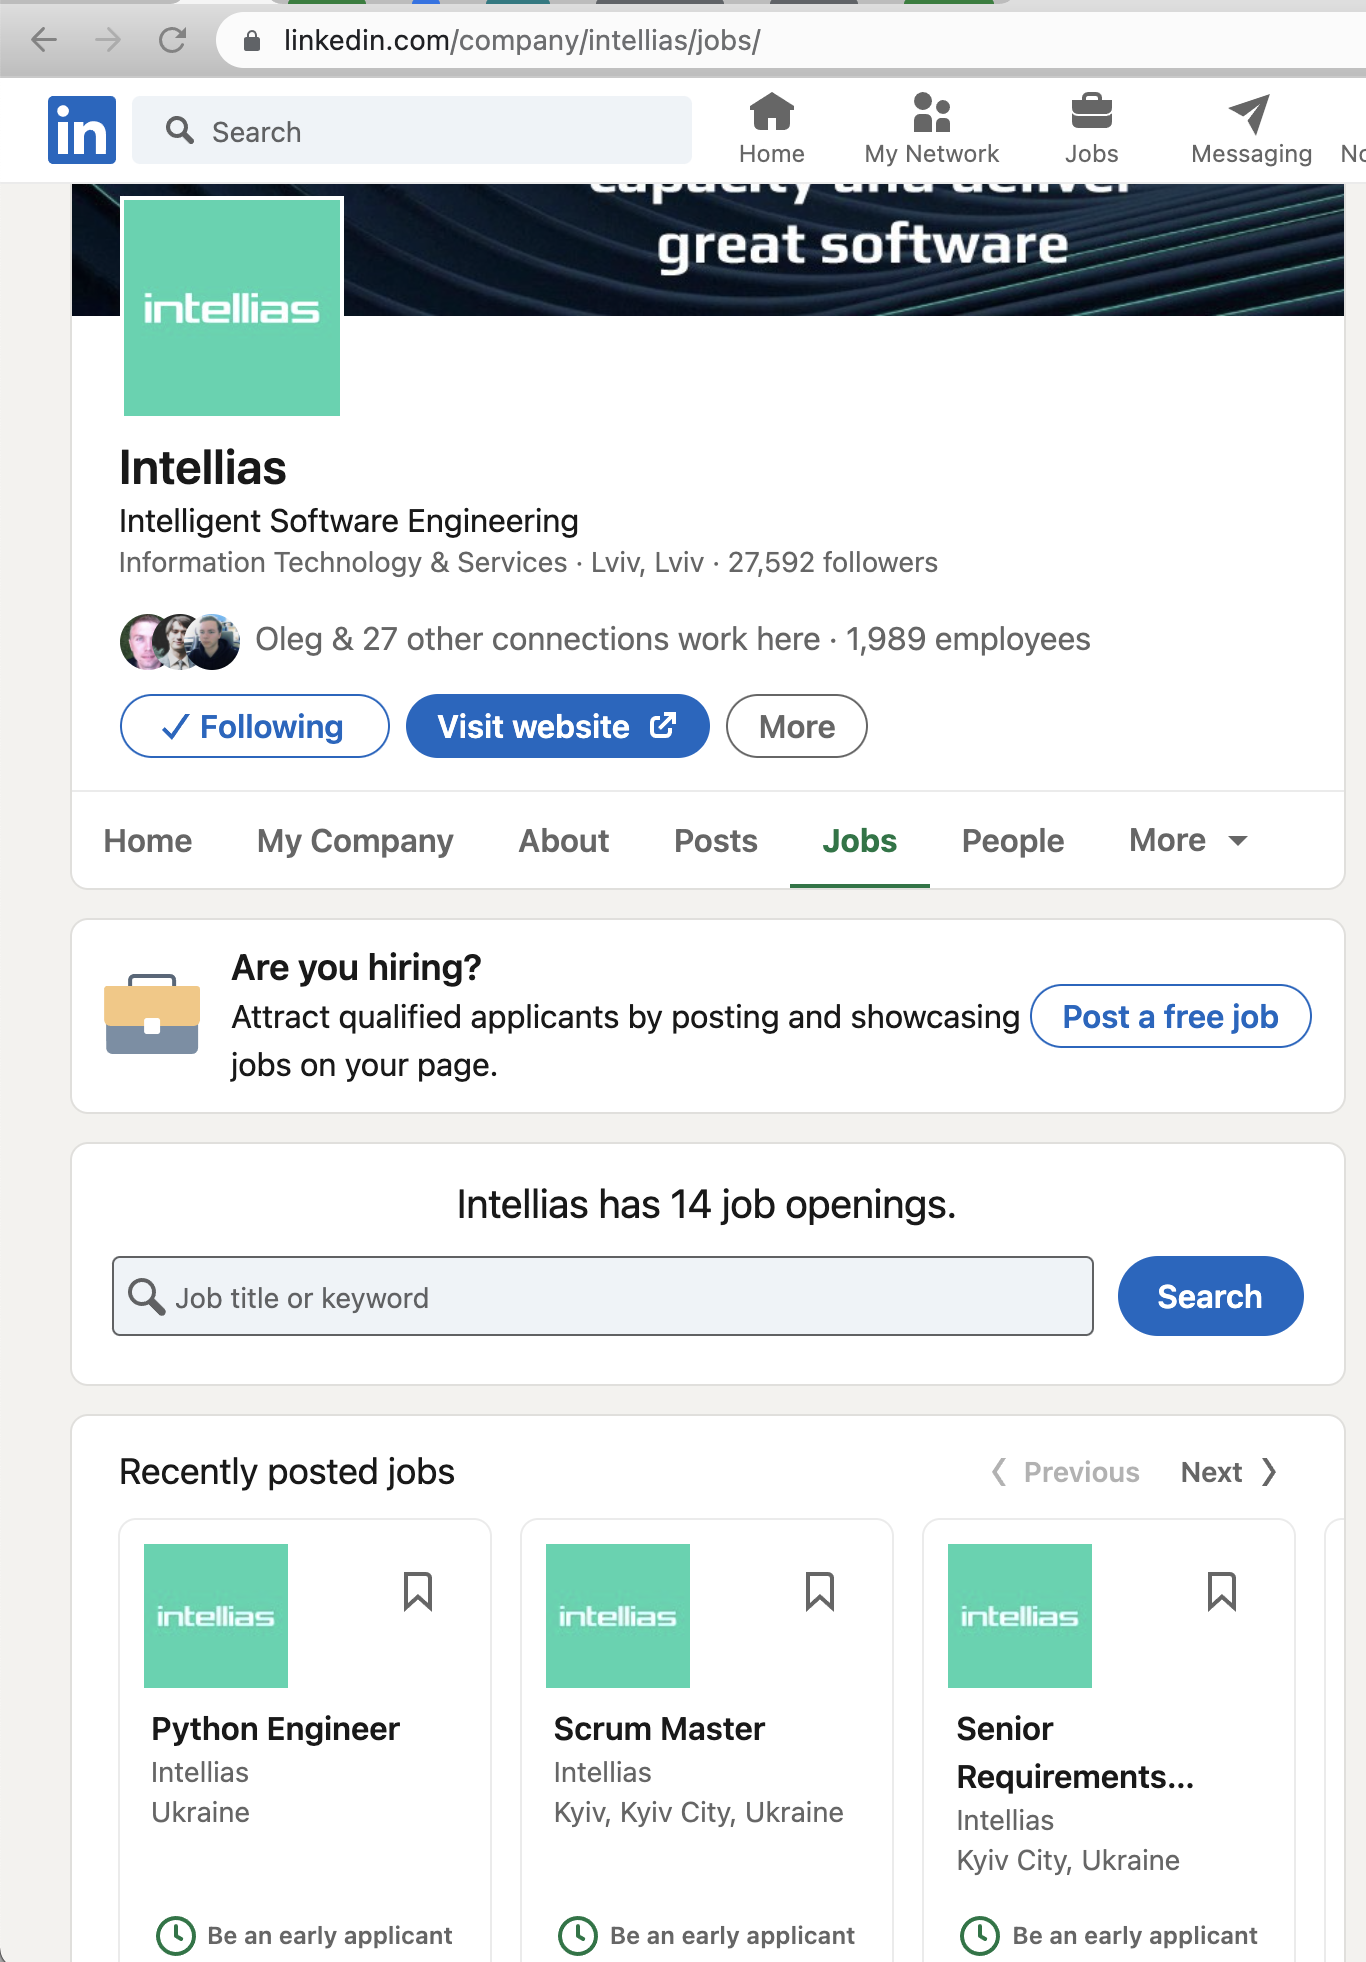 linkedin.com/company/intellias/jobs/
in
Search
Home
My Network
Jobs
Messaging
No
capacity and deliver
great software
intellias
Intellias
Intelligent Software Engineering
Information Technology & Services · Lviv, Lviv · 27,592 followers
Oleg & 27 other connections work here · 1,989 employees
Following
Visit website
More
Home
My Company
About
Posts
Jobs
People
More
Are you hiring?
Attract qualified applicants by posting and showcasing
jobs on your page.
Post a free job
Intellias has 14 job openings.
Job title or keyword
Search
Recently posted jobs
Previous
Next
intellias
Python Engineer
Intellias
Ukraine
Be an early applicant
intellias
Scrum Master
Intellias
Kyiv, Kyiv City, Ukraine
Be an early applicant
intellias
Senior
Requirements...
Intellias
Kyiv City, Ukraine
Be an early applicant